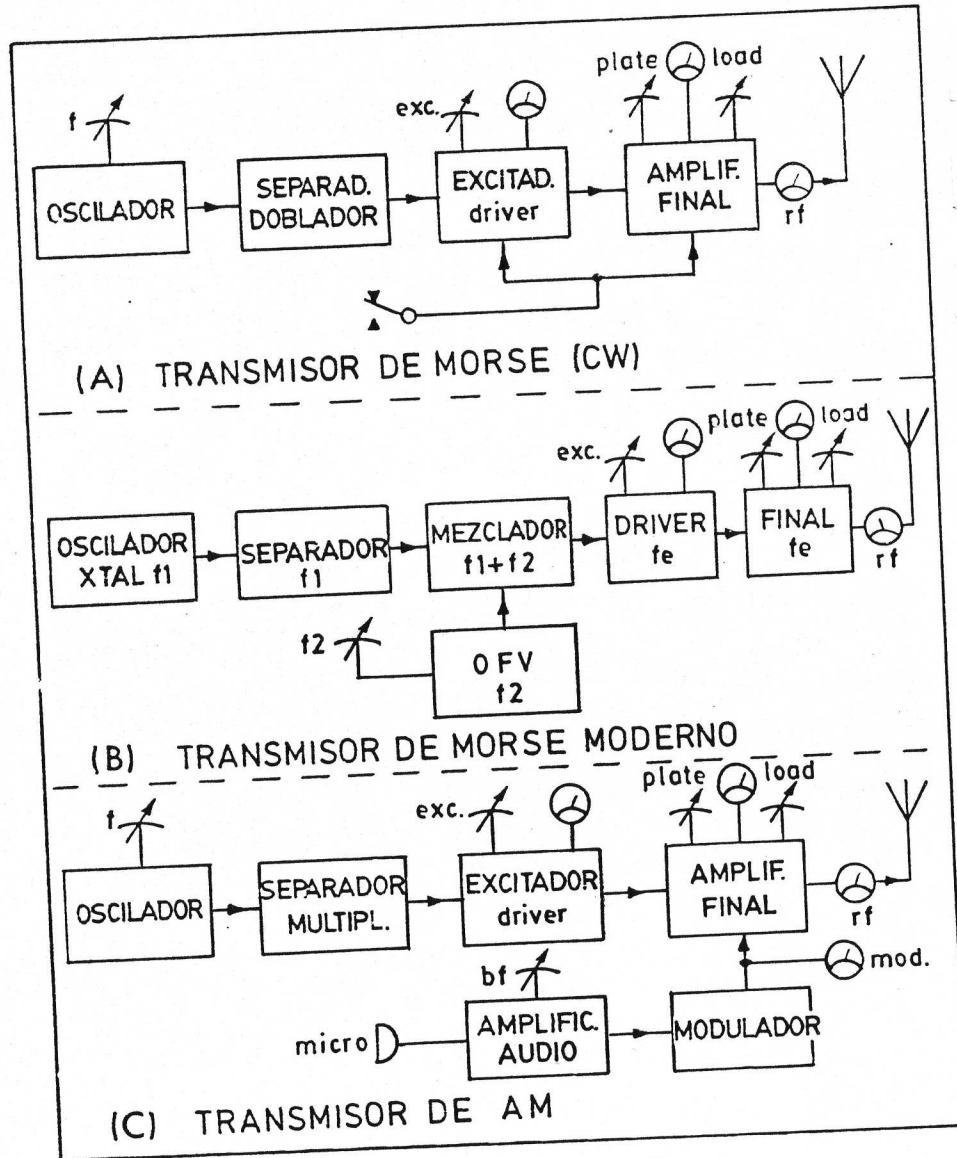 plate
load
f
exc.
OSCILADOR
SEPARAD.
DOBLADOR
EXCITAD.
driver
AMPLIF.
FINAL
rf
(A) TRANSMISOR DE MORSE (CW)
plate
load
exc.
OSCILADOR
XTAL f1
SEPARADOR
f1
MEZCLADOR
f1+f2
DRIVER
fe
FINAL
fe
rf
f2
OFV
f2
(B) TRANSMISOR DE MORSE MODERNO
plate
load
f
exc.
OSCILADOR
SEPARADOR
MULTIPL.
EXCITADOR
driver
AMPLIF.
FINAL
rf
bf
mod.
micro
AMPLIFIC.
AUDIO
MODULADOR
(C) TRANSMISOR DE AM